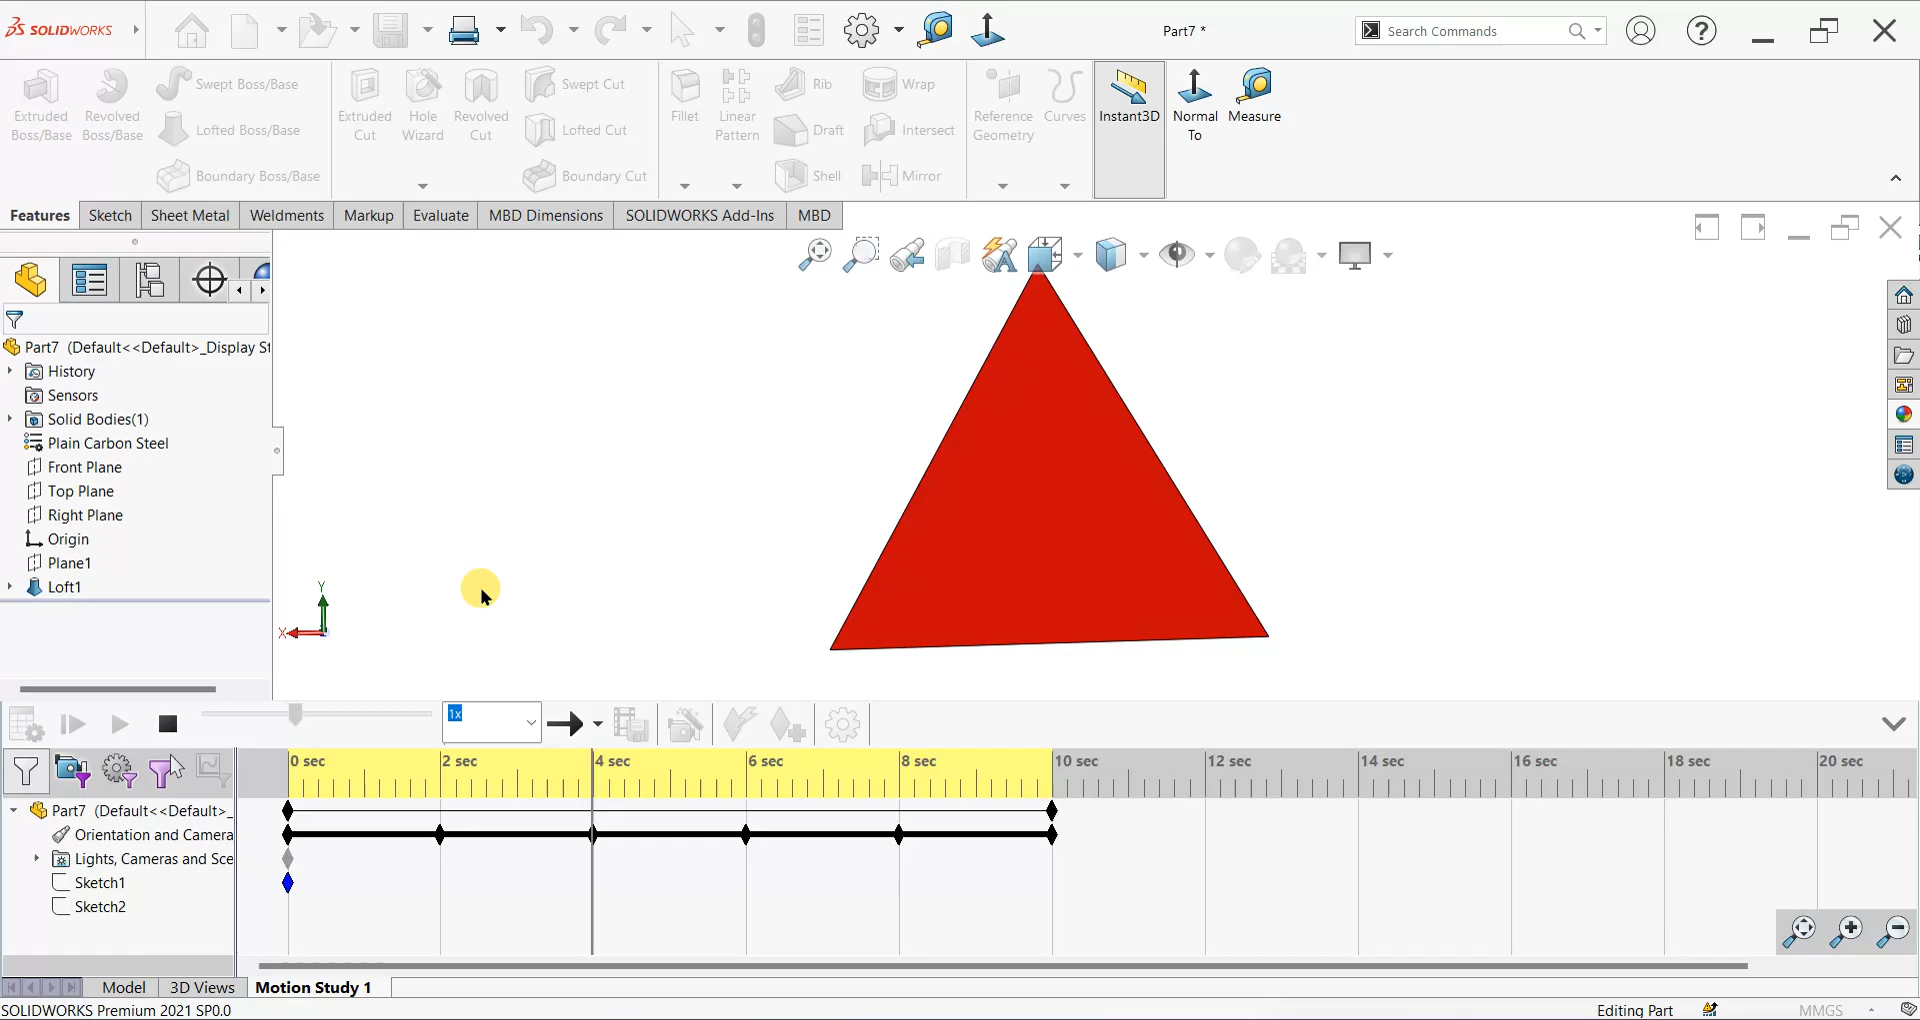 SOLIDWORKS
Part7 *
Search Commands
Extruded Boss/Base
Revolved Boss/Base
Swept Boss/Base
Lofted Boss/Base
Boundary Boss/Base
Extruded Cut
Hole Wizard
Revolved Cut
Swept Cut
Lofted Cut
Boundary Cut
Fillet
Linear Pattern
Rib
Draft
Shell
Wrap
Intersect
Mirror
Reference Geometry
Curves
Instant3D
Normal To
Measure
Features
Sketch
Sheet Metal
Weldments
Markup
Evaluate
MBD Dimensions
SOLIDWORKS Add-Ins
MBD
Part7 (Default<<Default>_Display St
History
Sensors
Solid Bodies(1)
Plain Carbon Steel
Front Plane
Top Plane
Right Plane
Origin
Plane1
Loft1
Y
X
1x
0 sec
2 sec
4 sec
6 sec
8 sec
10 sec
12 sec
14 sec
16 sec
18 sec
20 sec
Part7 (Default<<Default>_
Orientation and Camera
Lights, Cameras and Sce
Sketch1
Sketch2
Model
3D Views
Motion Study 1
SOLIDWORKS Premium 2021 SP0.0
Editing Part
MMGS